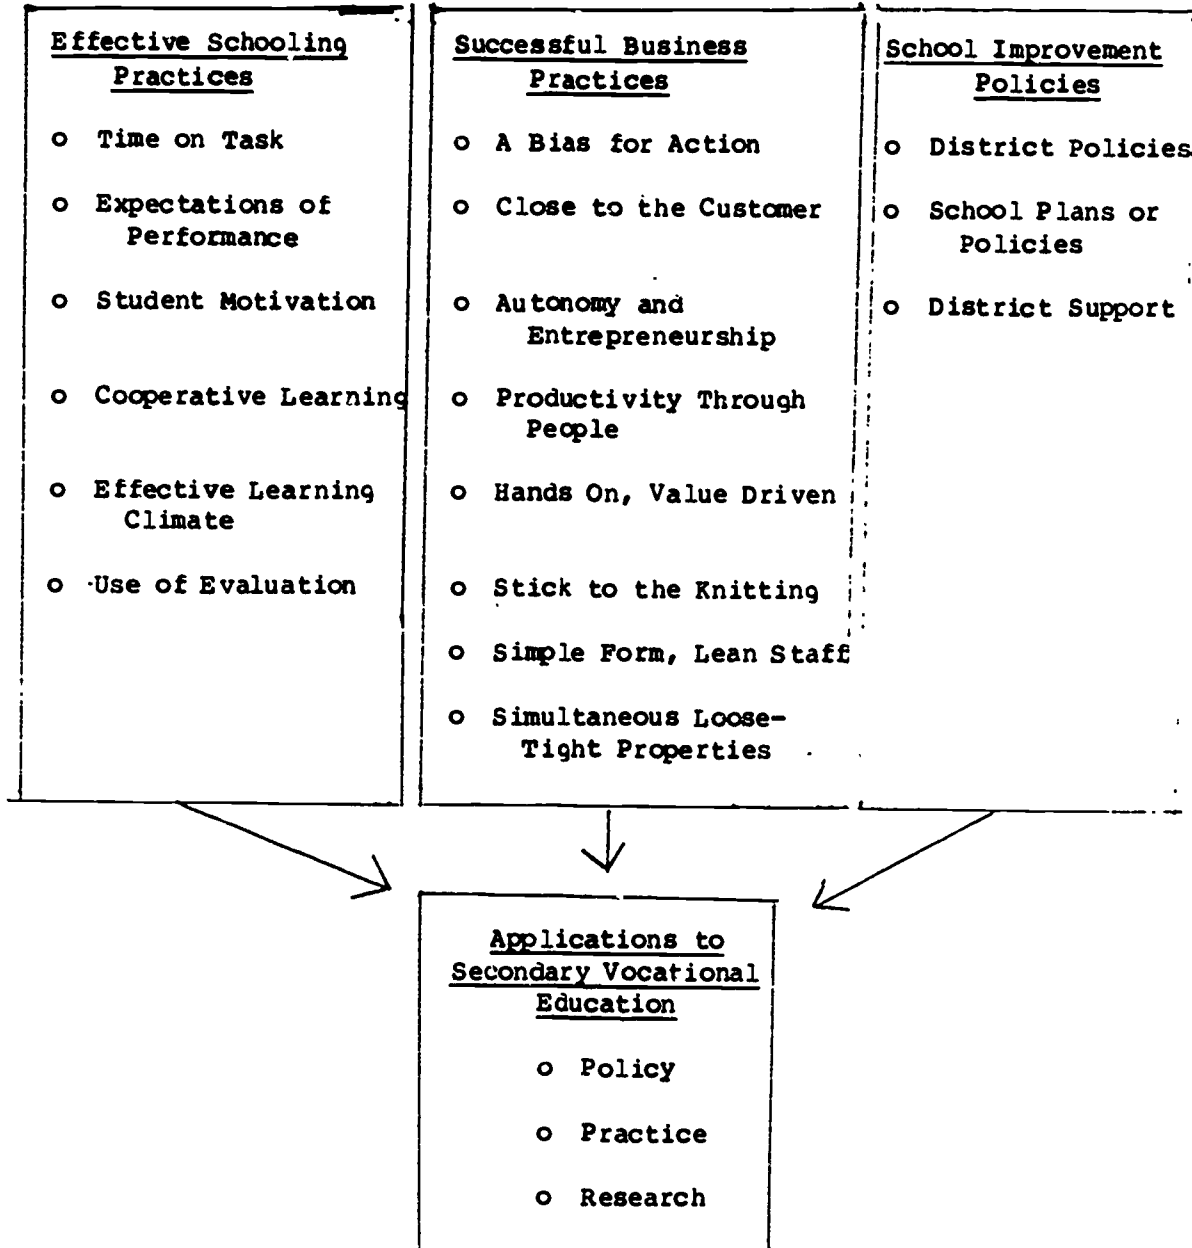 Effective Schooling
Practices
o Time on Task
o Expectations of
Performance
o Student Motivation
o Cooperative Learning
o Effective Learning
Climate
o Use of Evaluation
Successful Business
Practices
o A Bias for Action
o Close to the Customer
o Autonomy and
Entrepreneurship
o Productivity Through
People
o Hands On, Value Driven
o Stick to the Knitting
o Simple Form, Lean Staff
o Simultaneous Loose-
Tight Properties
School Improvement
Policies
o District Policies
o School Plans or
Policies
o District Support
Applications to
Secondary Vocational
Education
o Policy
o Practice
o Research